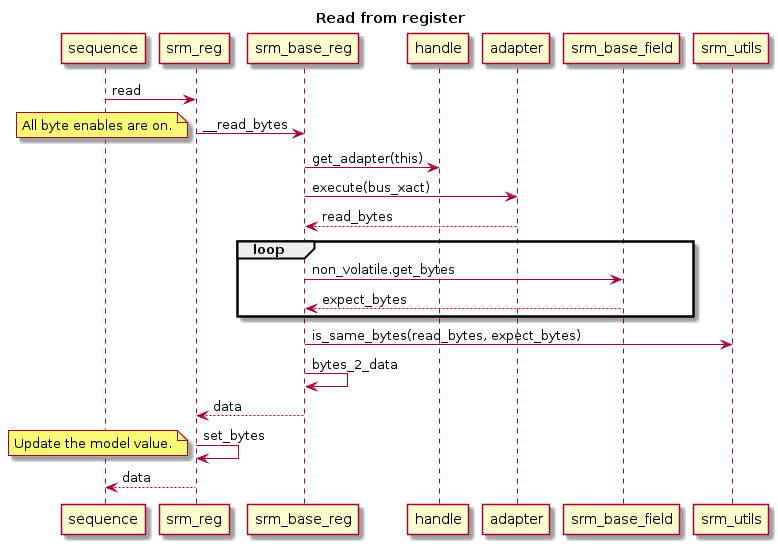 Read from register
sequence
srm_reg
srm_base_reg
handle
adapter
srm_base_field
srm_utils
read
All byte enables are on.
__read_bytes
get_adapter(this)
execute(bus_xact)
read_bytes
loop
non_volatile.get_bytes
expect_bytes
is_same_bytes(read_bytes, expect_bytes)
bytes_2_data
data
Update the model value.
set_bytes
data
sequence
srm_reg
srm_base_reg
handle
adapter
srm_base_field
srm_utils